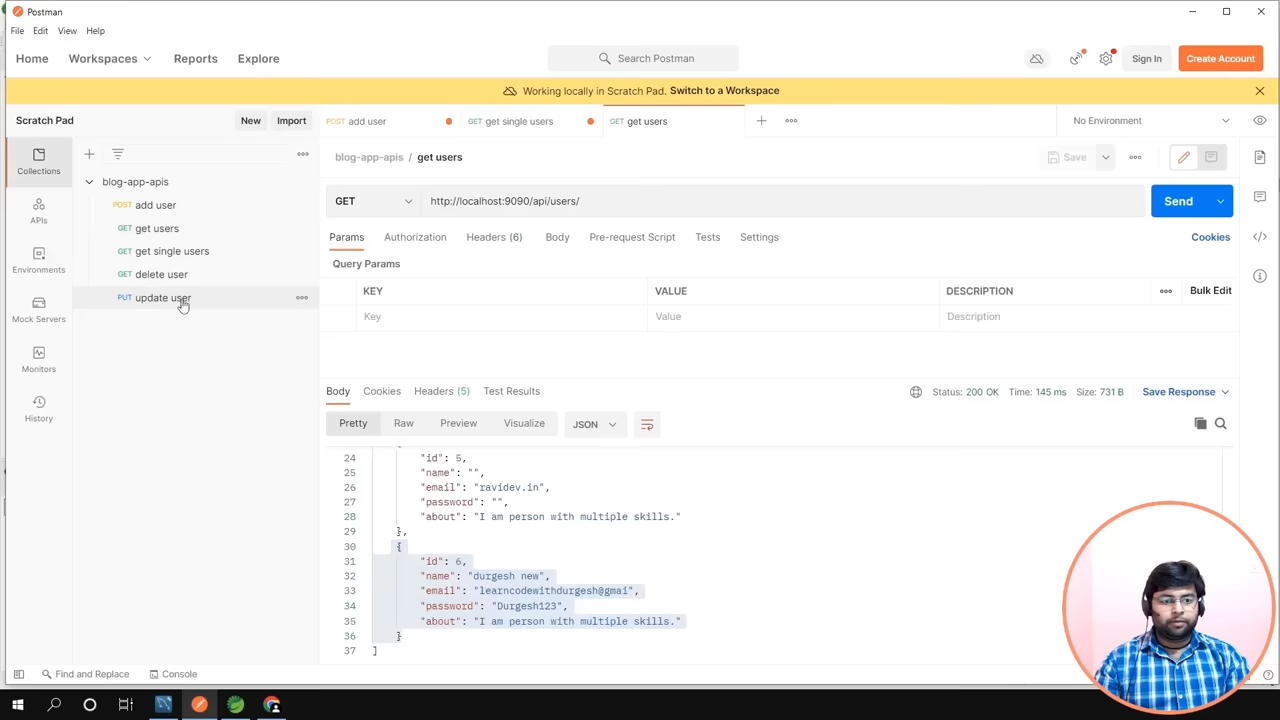 Postman
File Edit View Help
Home Workspaces Reports Explore Search Postman Sign In Create Account
Working locally in Scratch Pad. Switch to a Workspace
Scratch Pad New Import POST add user GET get single users GET get users No Environment
Collections
APIs
Environments
Mock Servers
Monitors
History
blog-app-apis
POST add user
GET get users
GET get single users
GET delete user
PUT update user
blog-app-apis / get users Save
GET http://localhost:9090/api/users/ Send
Params Authorization Headers (6) Body Pre-request Script Tests Settings Cookies
Query Params
KEY VALUE DESCRIPTION Bulk Edit
Key Value Description
Body Cookies Headers (5) Test Results Status: 200 OK Time: 145 ms Size: 731 B Save Response
Pretty Raw Preview Visualize JSON
24 "id": 5,
25 "name": "",
26 "email": "ravidev.in",
27 "password": "",
28 "about": "I am person with multiple skills."
29 },
30 {
31 "id": 6,
32 "name": "durgesh new",
33 "email": "learncodewithdurgesh@gmai",
34 "password": "Durgesh123",
35 "about": "I am person with multiple skills."
36 }
37 ]
Find and Replace Console